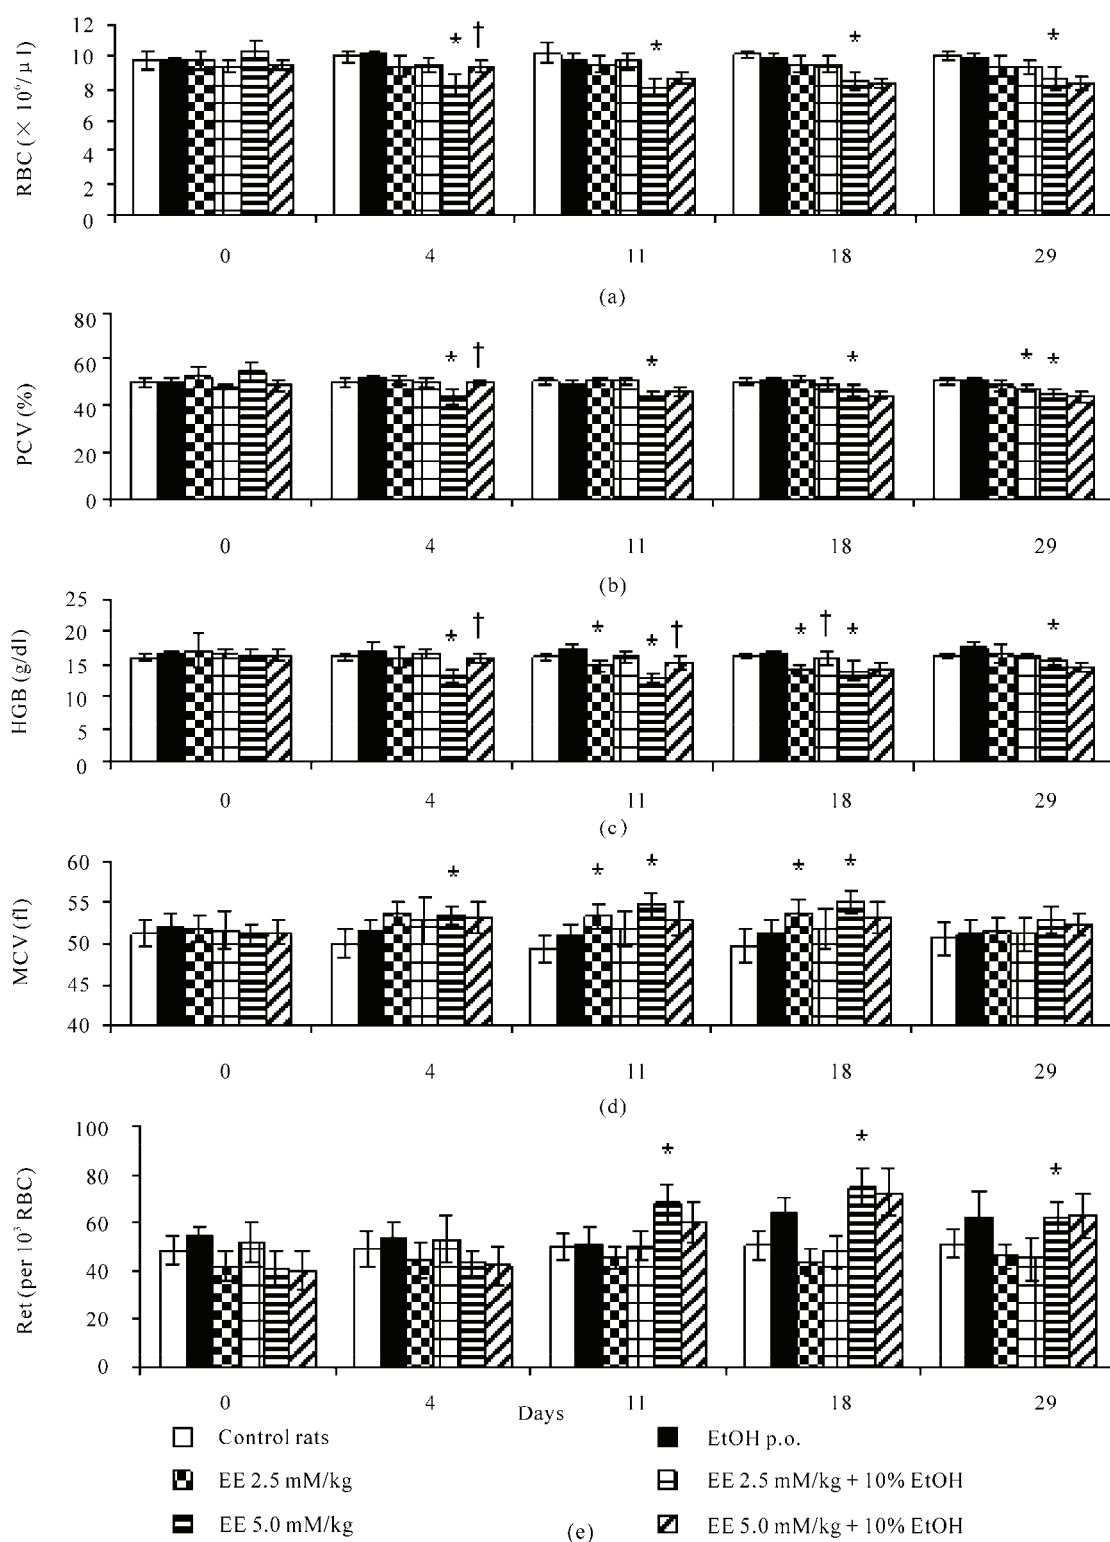 12
10
8
6
4
2
0
RBC (× 10⁶/µl)
* † * * *
0 4 11 18 29
(a)
80
60
40
20
0
PCV (%)
* † * * * *
0 4 11 18 29
(b)
25
20
15
10
5
0
HGB (g/dl)
* † * * † * † * *
0 4 11 18 29
(c)
60
55
50
45
40
MCV (fl)
* * * * *
0 4 11 18 29
(d)
100
80
60
40
20
0
Ret (per 10³ RBC)
* * *
0 4 11 18 29
Days
Control rats EtOH p.o.
EE 2.5 mM/kg EE 2.5 mM/kg + 10% EtOH
EE 5.0 mM/kg EE 5.0 mM/kg + 10% EtOH
(e)